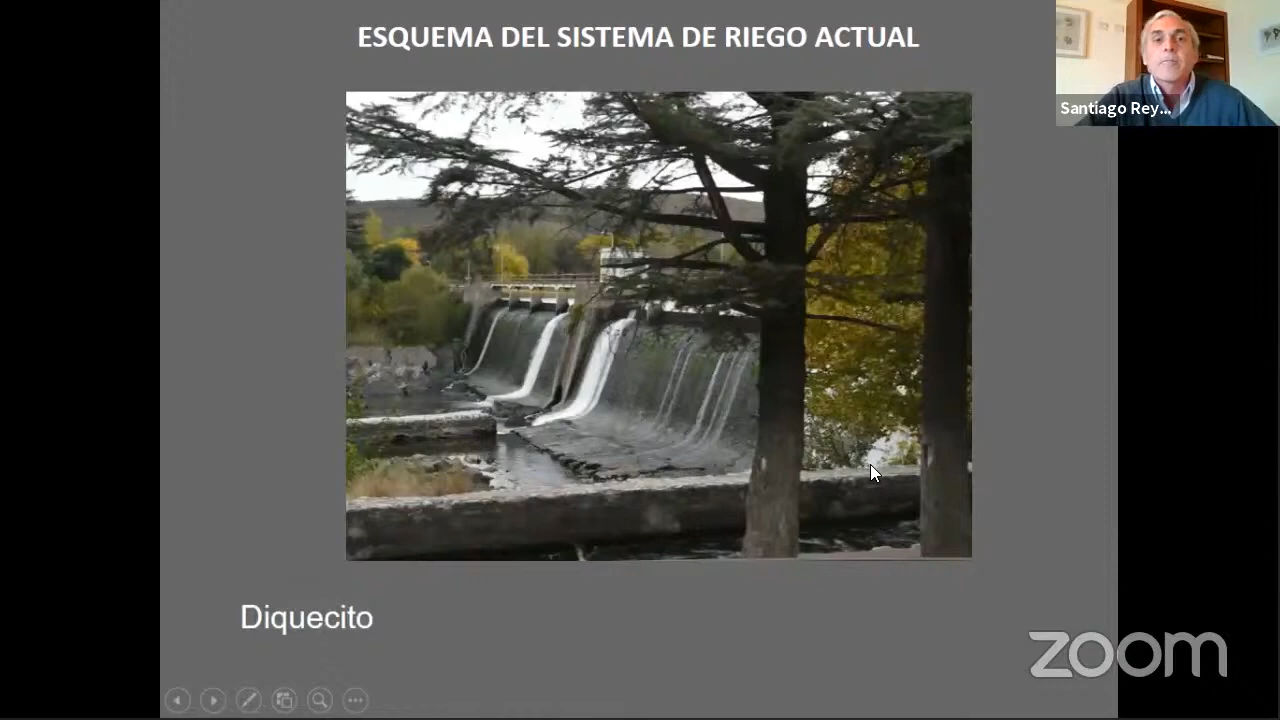 ESQUEMA DEL SISTEMA DE RIEGO ACTUAL
Santiago Rey...
Diquecito
zoom